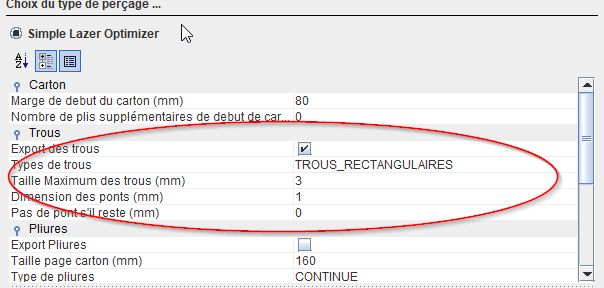 Choix du type de perçage ...
Simple Lazer Optimizer
Carton
Marge de debut du carton (mm) 80
Nombre de plis supplémentaires de debut de car... 0
Trous
Export des trous
Types de trous TROUS_RECTANGULAIRES
Taille Maximum des trous (mm) 3
Dimension des ponts (mm) 1
Pas de pont s'il reste (mm) 0
Pliures
Export Pliures
Taille page carton (mm) 160
Type de pliures CONTINUE